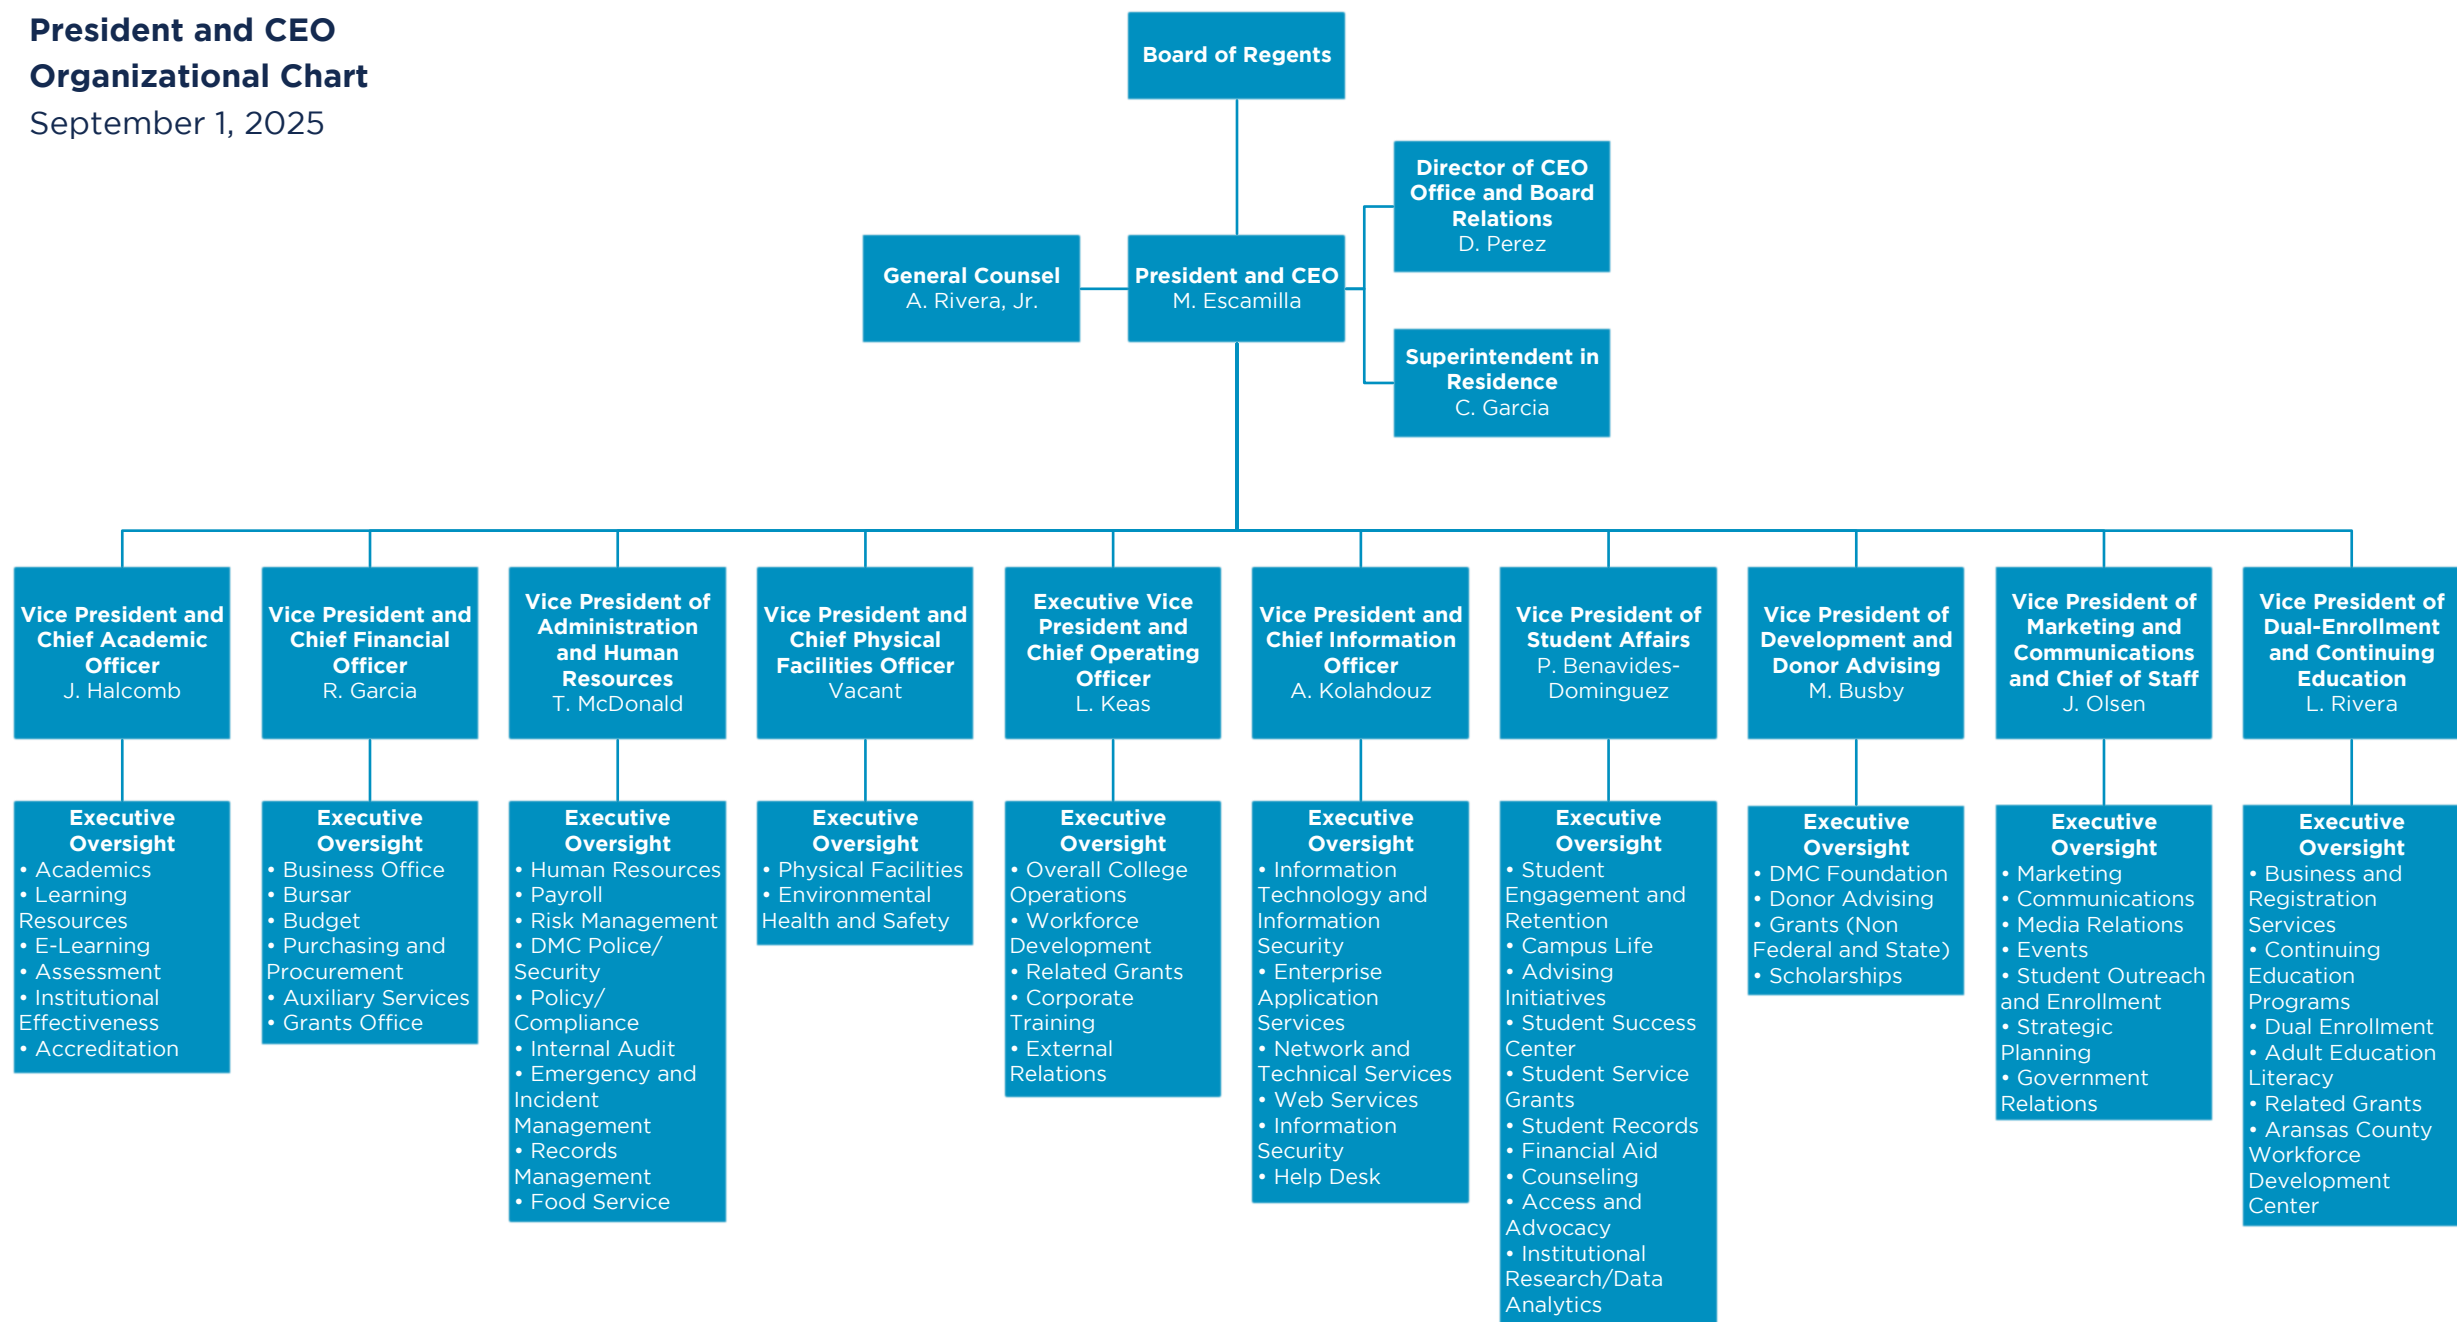 President and CEO
Organizational Chart
September 1, 2025
Board of Regents
Director of CEO
Office and Board
Relations
D. Perez
General Counsel
A. Rivera, Jr.
President and CEO
M. Escamilla
Superintendent in
Residence
C. Garcia
Vice President and
Chief Academic
Officer
J. Halcomb
Vice President and
Chief Financial
Officer
R. Garcia
Vice President of
Administration
and Human
Resources
T. McDonald
Vice President and
Chief Physical
Facilities Officer
Vacant
Executive Vice
President and
Chief Operating
Officer
L. Keas
Vice President and
Chief Information
Officer
A. Kolahdouz
Vice President of
Student Affairs
P. Benavides-
Dominguez
Vice President of
Development and
Donor Advising
M. Busby
Vice President of
Marketing and
Communications
and Chief of Staff
J. Olsen
Vice President of
Dual-Enrollment
and Continuing
Education
L. Rivera
Executive
Oversight
• Academics
• Learning
Resources
• E-Learning
• Assessment
• Institutional
Effectiveness
• Accreditation
Executive
Oversight
• Business Office
• Bursar
• Budget
• Purchasing and
Procurement
• Auxiliary Services
• Grants Office
Executive
Oversight
• Human Resources
• Payroll
• Risk Management
• DMC Police/
Security
• Policy/
Compliance
• Internal Audit
• Emergency and
Incident
Management
• Records
Management
• Food Service
Executive
Oversight
• Physical Facilities
• Environmental
Health and Safety
Executive
Oversight
• Overall College
Operations
• Workforce
Development
• Related Grants
• Corporate
Training
• External
Relations
Executive
Oversight
• Information
Technology and
Information
Security
• Enterprise
Application
Services
• Network and
Technical Services
• Web Services
• Information
Security
• Help Desk
Executive
Oversight
• Student
Engagement and
Retention
• Campus Life
• Advising
Initiatives
• Student Success
Center
• Student Service
Grants
• Student Records
• Financial Aid
• Counseling
• Access and
Advocacy
• Institutional
Research/Data
Analytics
Executive
Oversight
• DMC Foundation
• Donor Advising
• Grants (Non
Federal and State)
• Scholarships
Executive
Oversight
• Marketing
• Communications
• Media Relations
• Events
• Student Outreach
and Enrollment
• Strategic
Planning
• Government
Relations
Executive
Oversight
• Business and
Registration
Services
• Continuing
Education
Programs
• Dual Enrollment
• Adult Education
Literacy
• Related Grants
• Aransas County
Workforce
Development
Center